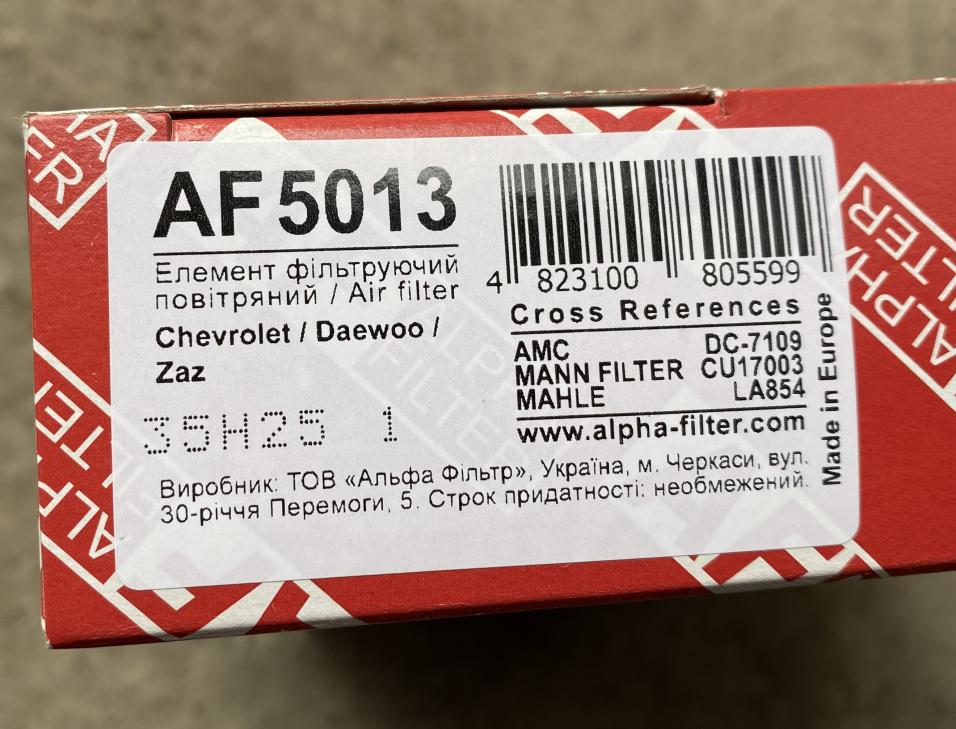 AF 5013
Елемент фільтруючий
повітряний / Air filter
Chevrolet / Daewoo /
Zaz
35H25 1
4 823100 805599
Cross References
AMC DC-7109
MANN FILTER CU17003
MAHLE LA854
www.alpha-filter.com
Made in Europe
Виробник: ТОВ «Альфа Фільтр», Україна, м. Черкаси, вул.
30-річчя Перемоги, 5. Строк придатності: необмежений.
ALPHA
FILTER